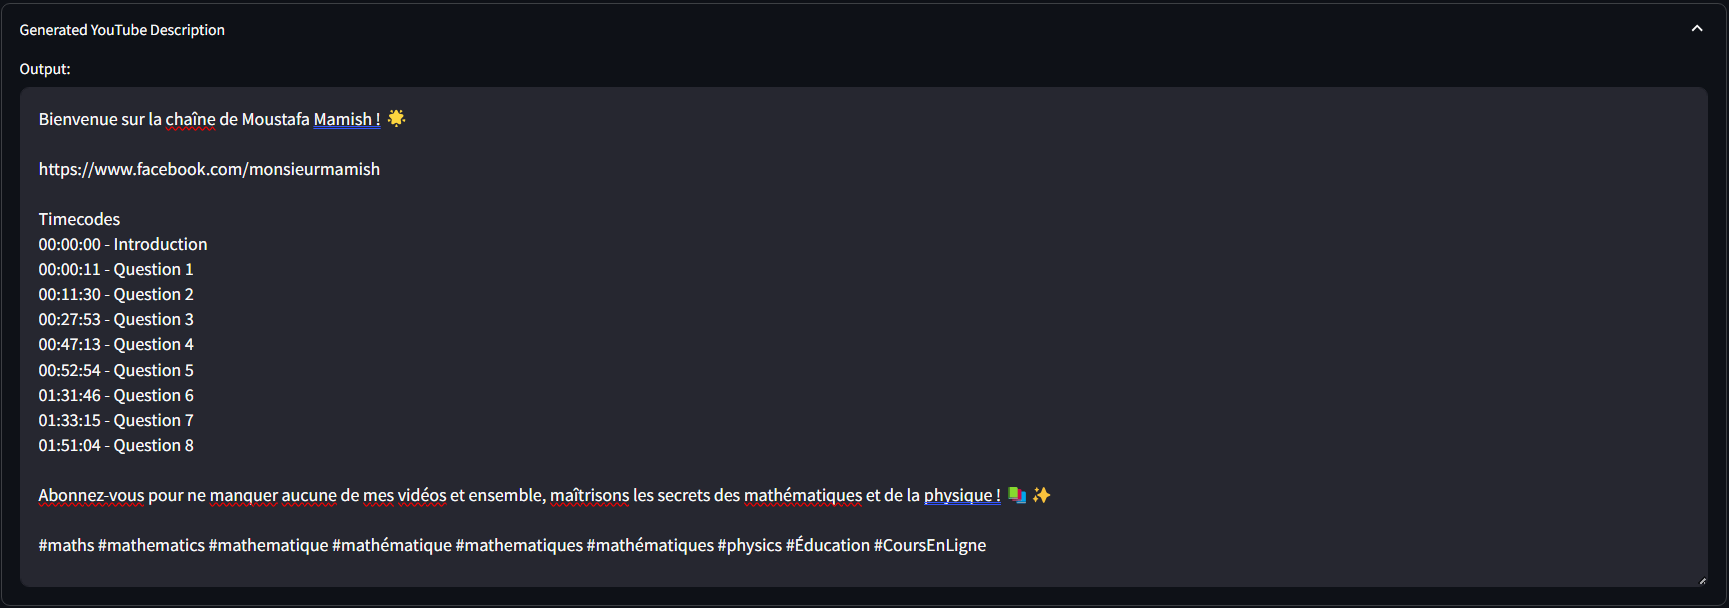 Generated YouTube Description
Output:
Bienvenue sur la chaîne de Moustafa Mamish ! 🌟
https://www.facebook.com/monsieurmamish
Timecodes
00:00:00 - Introduction
00:00:11 - Question 1
00:11:30 - Question 2
00:27:53 - Question 3
00:47:13 - Question 4
00:52:54 - Question 5
01:31:46 - Question 6
01:33:15 - Question 7
01:51:04 - Question 8
Abonnez-vous pour ne manquer aucune de mes vidéos et ensemble, maîtrisons les secrets des mathématiques et de la physique ! 📚 ✨
#maths #mathematics #mathematique #mathématique #mathematiques #mathématiques #physics #Éducation #CoursEnLigne